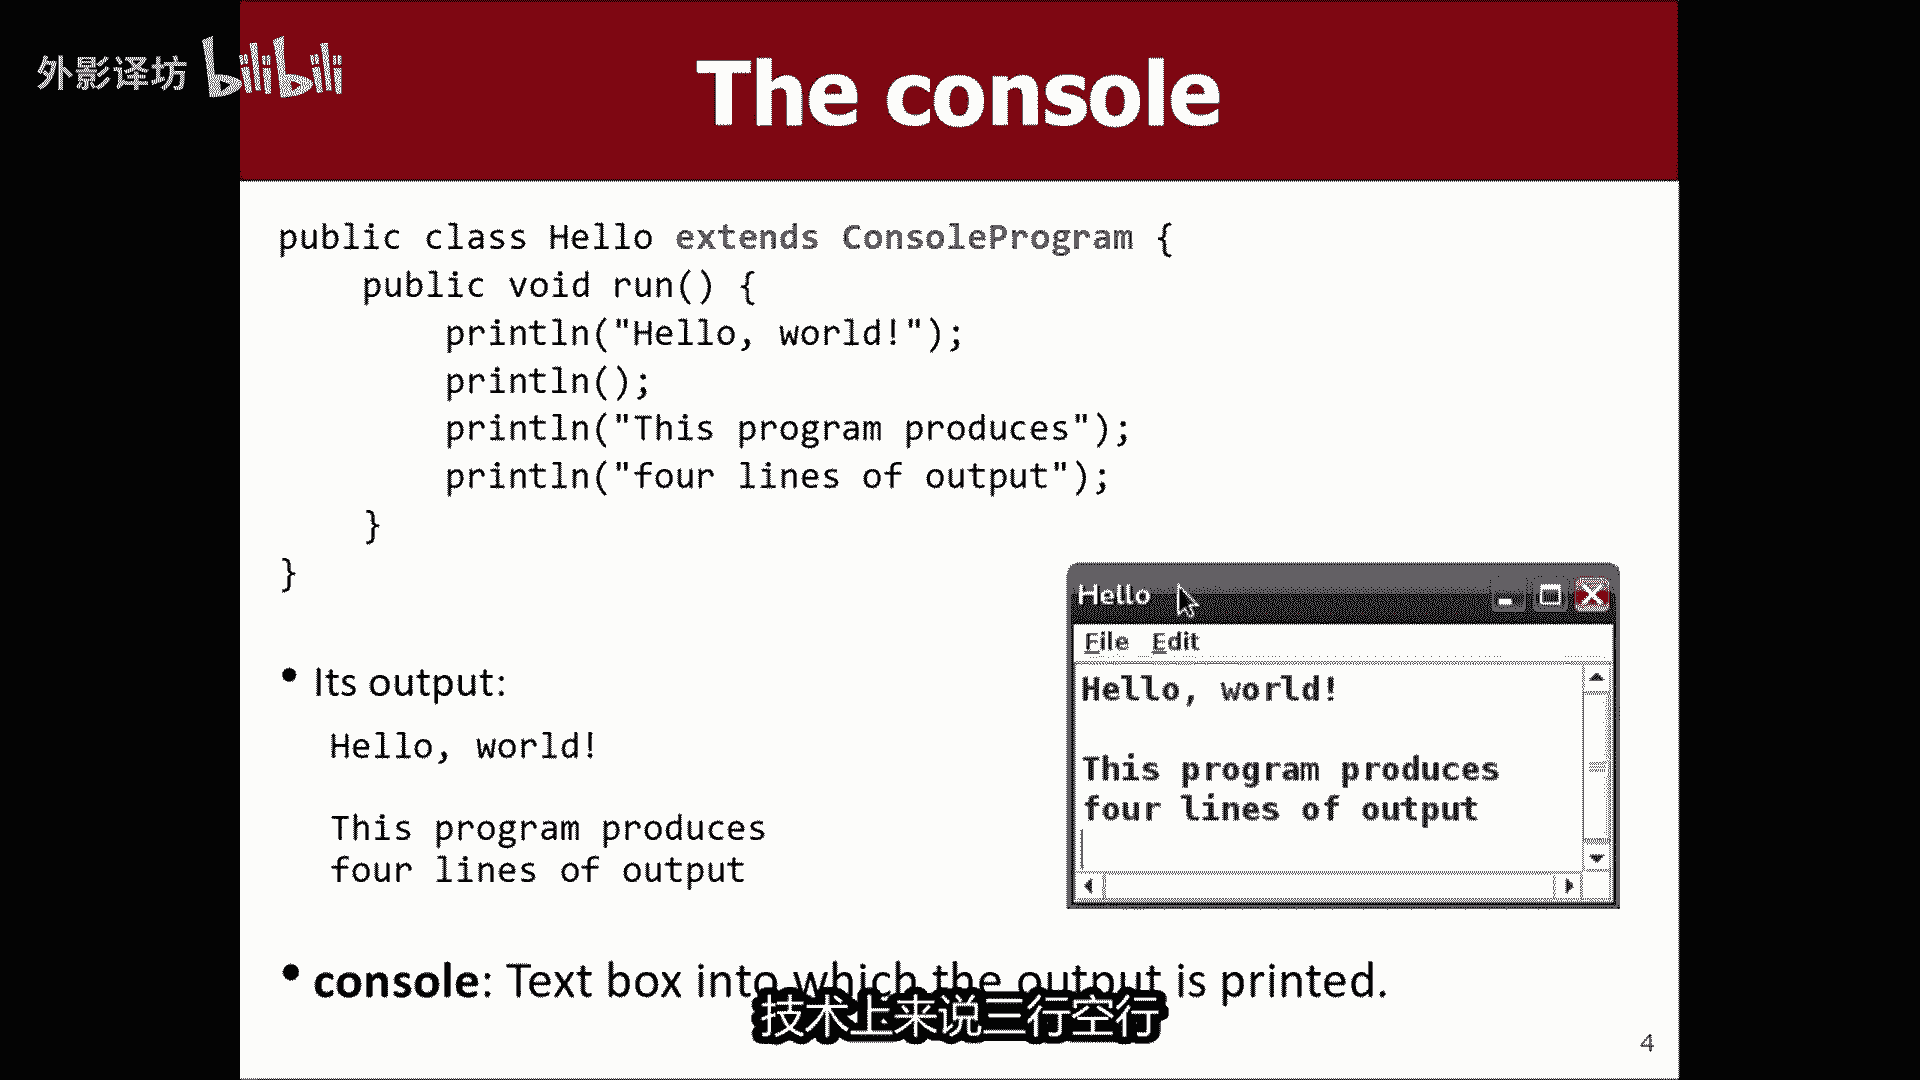 外影译坊 bilibili
The console
public class Hello extends ConsoleProgram {
public void run() {
println("Hello, world!");
println();
println("This program produces");
println("four lines of output");
}
}
Hello
File Edit
Hello, world!
This program produces
four lines of output
• Its output:
Hello, world!
This program produces
four lines of output
• console: Text box into which the output is printed.
技术上来说三行空行
4